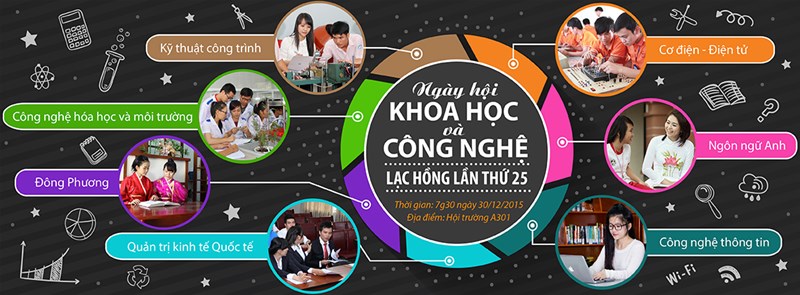 Kỹ thuật công trình
Công nghệ hóa học và môi trường
Đông Phương
Quản trị kinh tế Quốc tế
Ngày hội
KHOA HỌC
và
CÔNG NGHỆ
LẠC HỒNG LẦN THỨ 25
Thời gian: 7g30 ngày 30/12/2015
Địa điểm: Hội trường A301
Cơ điện - Điện tử
Ngôn ngữ Anh
Công nghệ thông tin
Wi-Fi